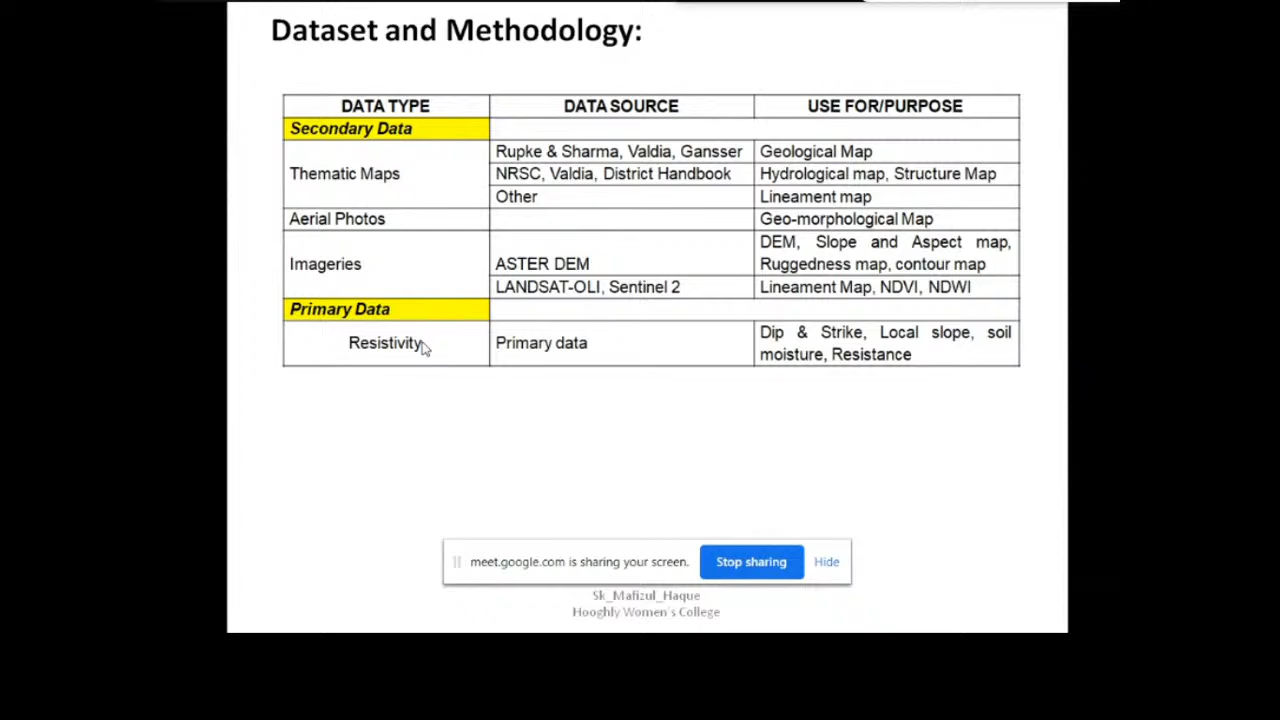 Dataset and Methodology:
DATA TYPE DATA SOURCE USE FOR/PURPOSE
Secondary Data
Thematic Maps Rupke & Sharma, Valdia, Gansser Geological Map
NRSC, Valdia, District Handbook Hydrological map, Structure Map
Other Lineament map
Aerial Photos Geo-morphological Map
Imageries ASTER DEM DEM, Slope and Aspect map,
Ruggedness map, contour map
LANDSAT-OLI, Sentinel 2 Lineament Map, NDVI, NDWI
Primary Data
Resistivity Primary data Dip & Strike, Local slope, soil
moisture, Resistance
meet.google.com is sharing your screen. Stop sharing Hide
Sk_Mafizul_Haque
Hooghly Women's College